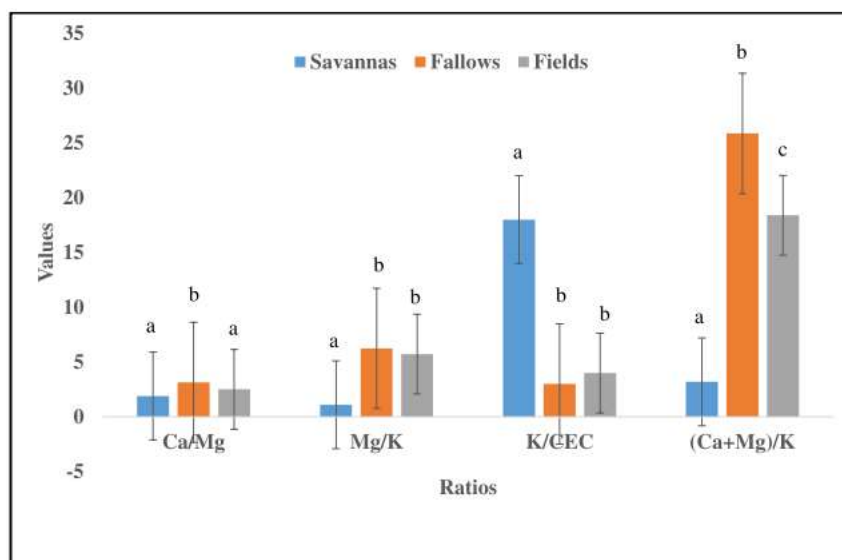 35
30
25
20
15
10
5
0
-5
Values
Savannas Fallows Fields
a b a
a b b
a b b
a b c
Ca/Mg Mg/K K/CEC (Ca+Mg)/K
Ratios